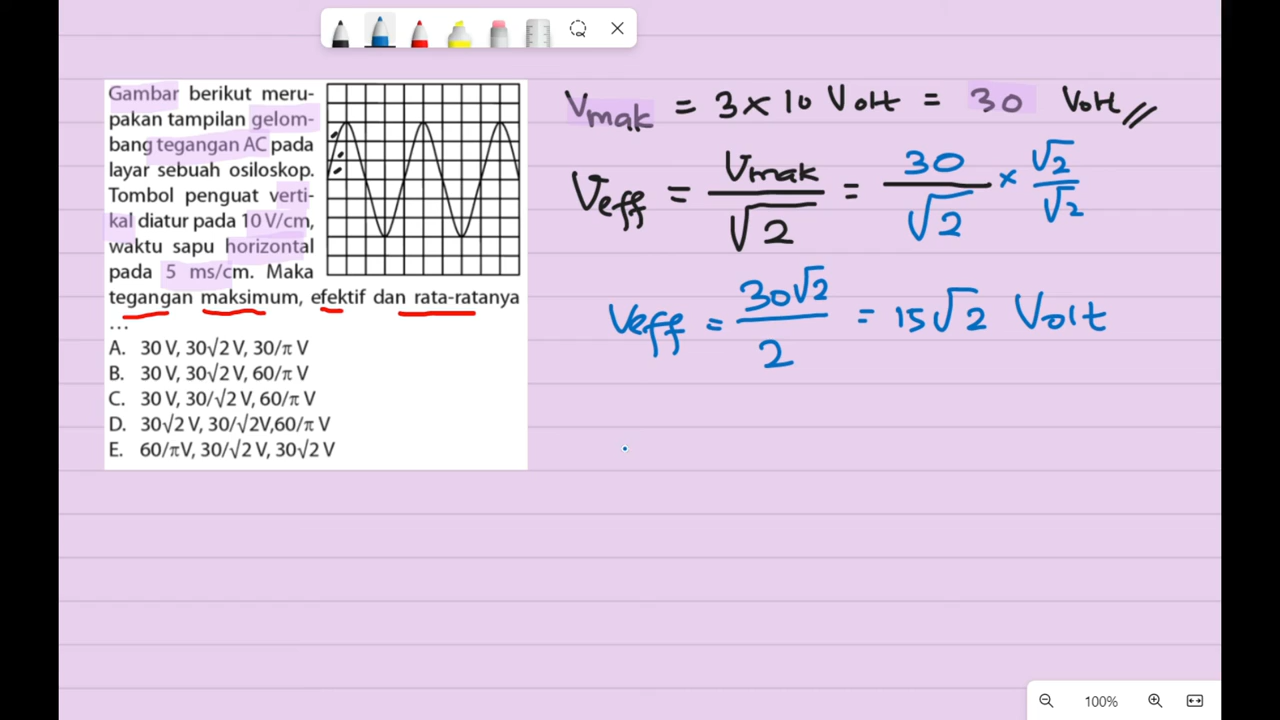 Gambar berikut meru-
pakan tampilan gelom-
bang tegangan AC pada
layar sebuah osiloskop.
Tombol penguat verti-
kal diatur pada 10 V/cm,
waktu sapu horizontal
pada 5 ms/cm. Maka
tegangan maksimum, efektif dan rata-ratanya
...
A. 30 V, 30√2 V, 30/π V
B. 30 V, 30√2 V, 60/π V
C. 30 V, 30/√2 V, 60/π V
D. 30√2 V, 30/√2V,60/π V
E. 60/πV, 30/√2 V, 30√2 V
Vmak = 3 x 10 Volt = 30 Volt //
Veff = Vmak/√2 = 30/√2 x √2/√2
Veff = 30√2/2 = 15√2 Volt
100%